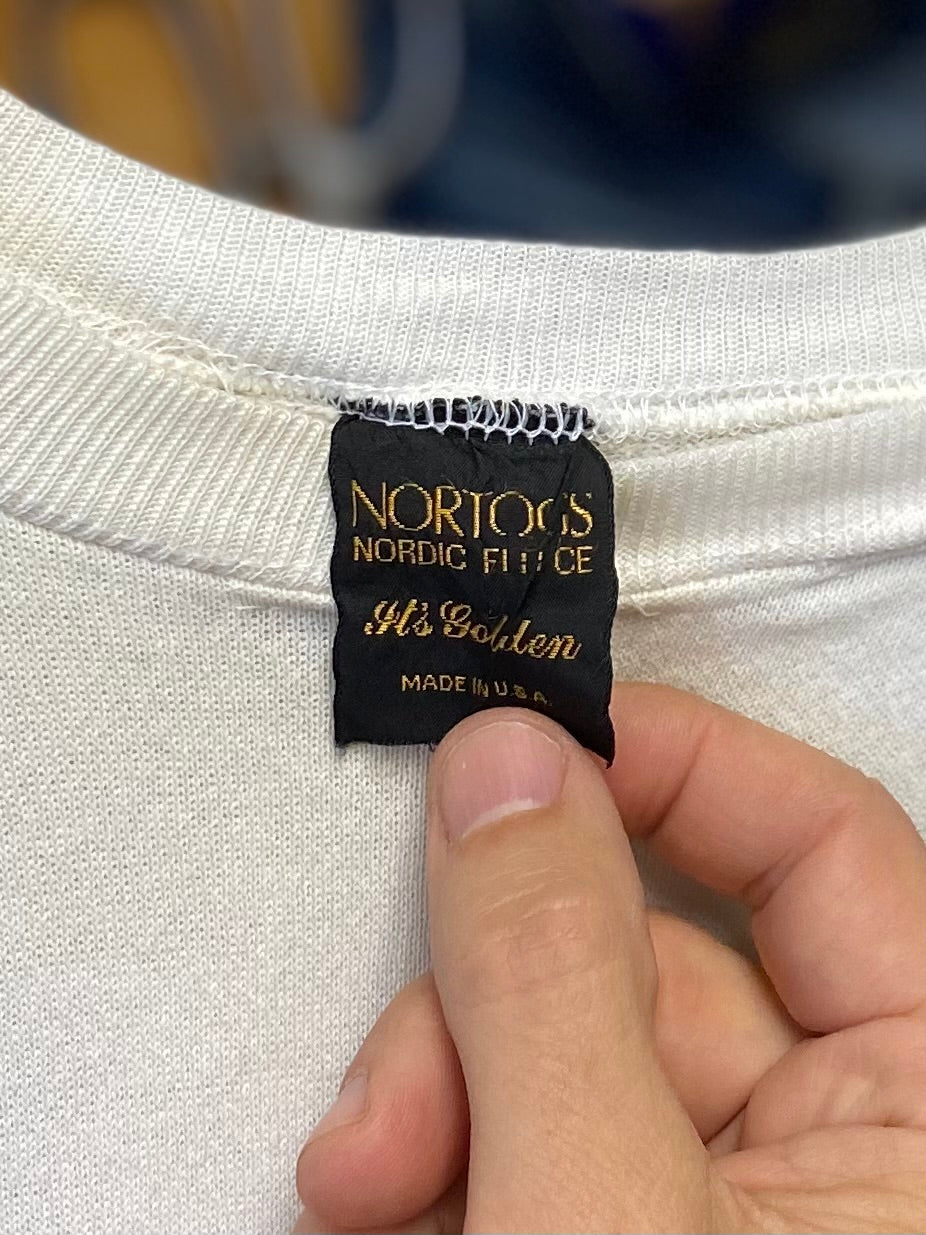 NORTOGS
NORDIC FLEECE
It's Golden
MADE IN U.S.A.